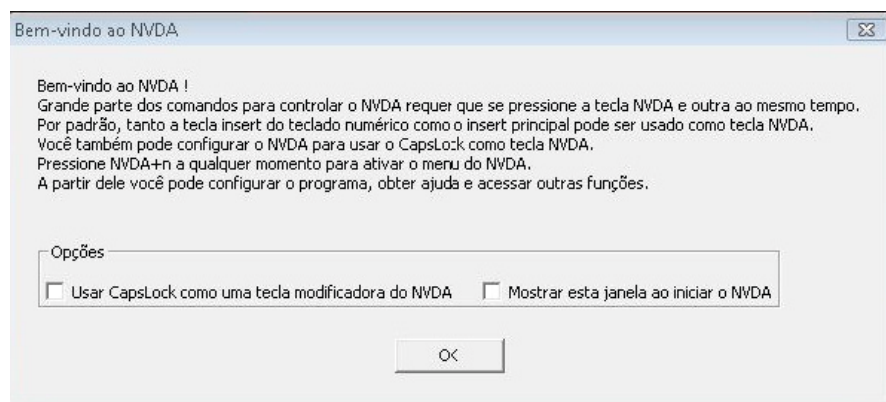 Bem-vindo ao NVDA
Bem-vindo ao NVDA !
Grande parte dos comandos para controlar o NVDA requer que se pressione a tecla NVDA e outra ao mesmo tempo.
Por padrão, tanto a tecla insert do teclado numérico como o insert principal pode ser usado como tecla NVDA.
Você também pode configurar o NVDA para usar o CapsLock como tecla NVDA.
Pressione NVDA+n a qualquer momento para ativar o menu do NVDA.
A partir dele você pode configurar o programa, obter ajuda e acessar outras funções.
Opções
Usar CapsLock como uma tecla modificadora do NVDA Mostrar esta janela ao iniciar o NVDA
OK